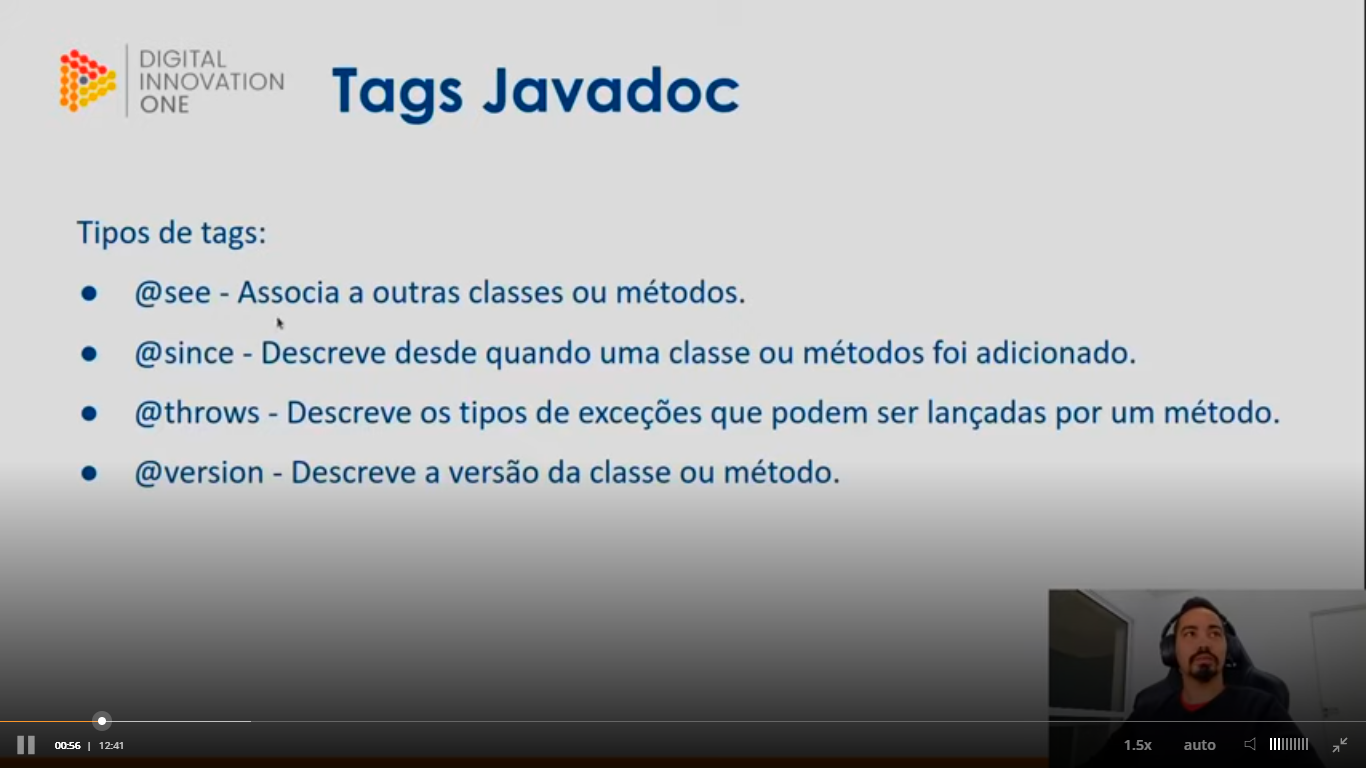 DIGITAL
INNOVATION
ONE
Tags Javadoc
Tipos de tags:
● @see - Associa a outras classes ou métodos.
● @since - Descreve desde quando uma classe ou métodos foi adicionado.
● @throws - Descreve os tipos de exceções que podem ser lançadas por um método.
● @version - Descreve a versão da classe ou método.
00:56 | 12:41
1.5x auto